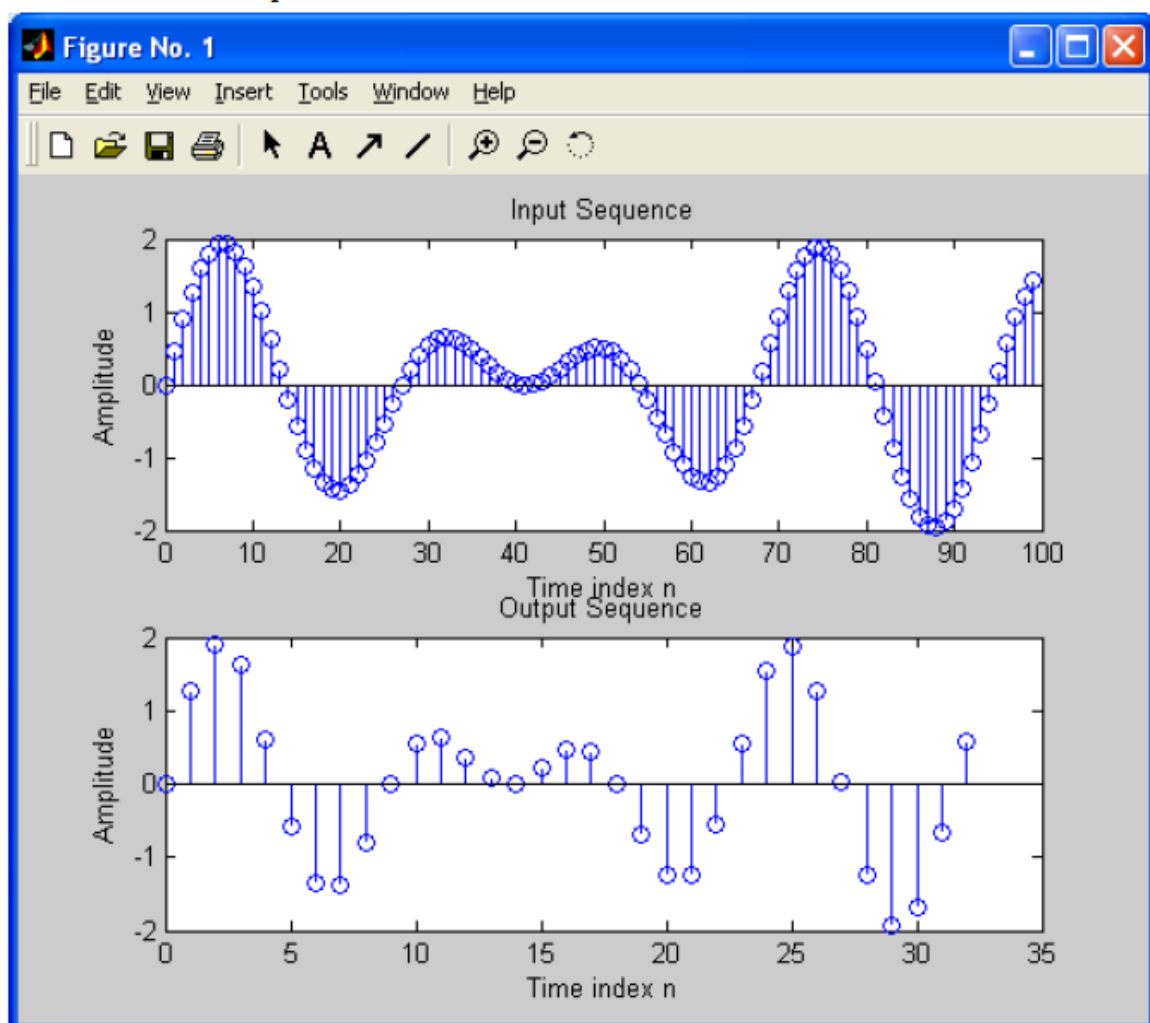 Figure No. 1
File Edit View Insert Tools Window Help
A
Input Sequence
2
1
0
-1
-2
Amplitude
0 10 20 30 40 50 60 70 80 90 100
Time index n
Output Sequence
2
1
0
-1
-2
Amplitude
0 5 10 15 20 25 30 35
Time index n